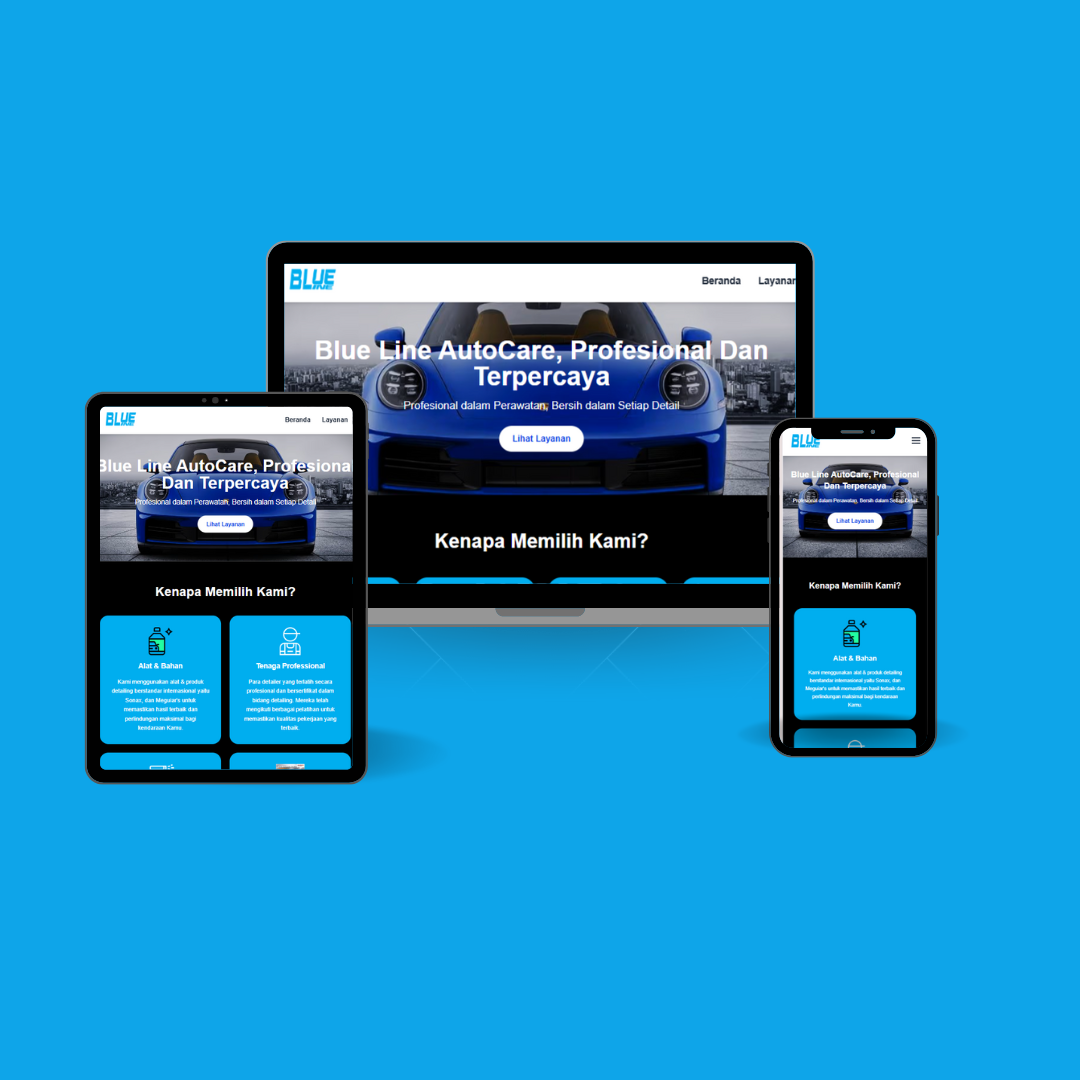 BLUE
LINE
Beranda Layanan
Blue Line AutoCare, Profesional Dan
Terpercaya
Profesional dalam Perawatan, Bersih dalam Setiap Detail
Lihat Layanan
Kenapa Memilih Kami?
BLUE
LINE
Beranda Layanan
Blue Line AutoCare, Profesional
Dan Terpercaya
Profesional dalam Perawatan, Bersih dalam Setiap Detail
Lihat Layanan
Kenapa Memilih Kami?
Alat & Bahan
Kami menggunakan alat & produk
detailing berstandar internasional yaitu
Sonax, dan Meguiar's untuk
memastikan hasil terbaik dan
perlindungan maksimal bagi
kendaraan Kamu.
Tenaga Professional
Para detailer yang terlatih secara
profesional dan bersertifikat dalam
bidang detailing. Mereka telah
mengikuti berbagai pelatihan untuk
memastikan kualitas pekerjaan yang
terbaik.
BLUE
Blue Line AutoCare, Profesional
Dan Terpercaya
Profesional dalam Perawatan, Bersih dalam Setiap Detail
Lihat Layanan
Kenapa Memilih Kami?
Alat & Bahan
Kami menggunakan alat & produk detailing
berstandar internasional yaitu Sonax, dan
Meguiar's untuk memastikan hasil terbaik dan
perlindungan maksimal bagi kendaraan
Kamu.